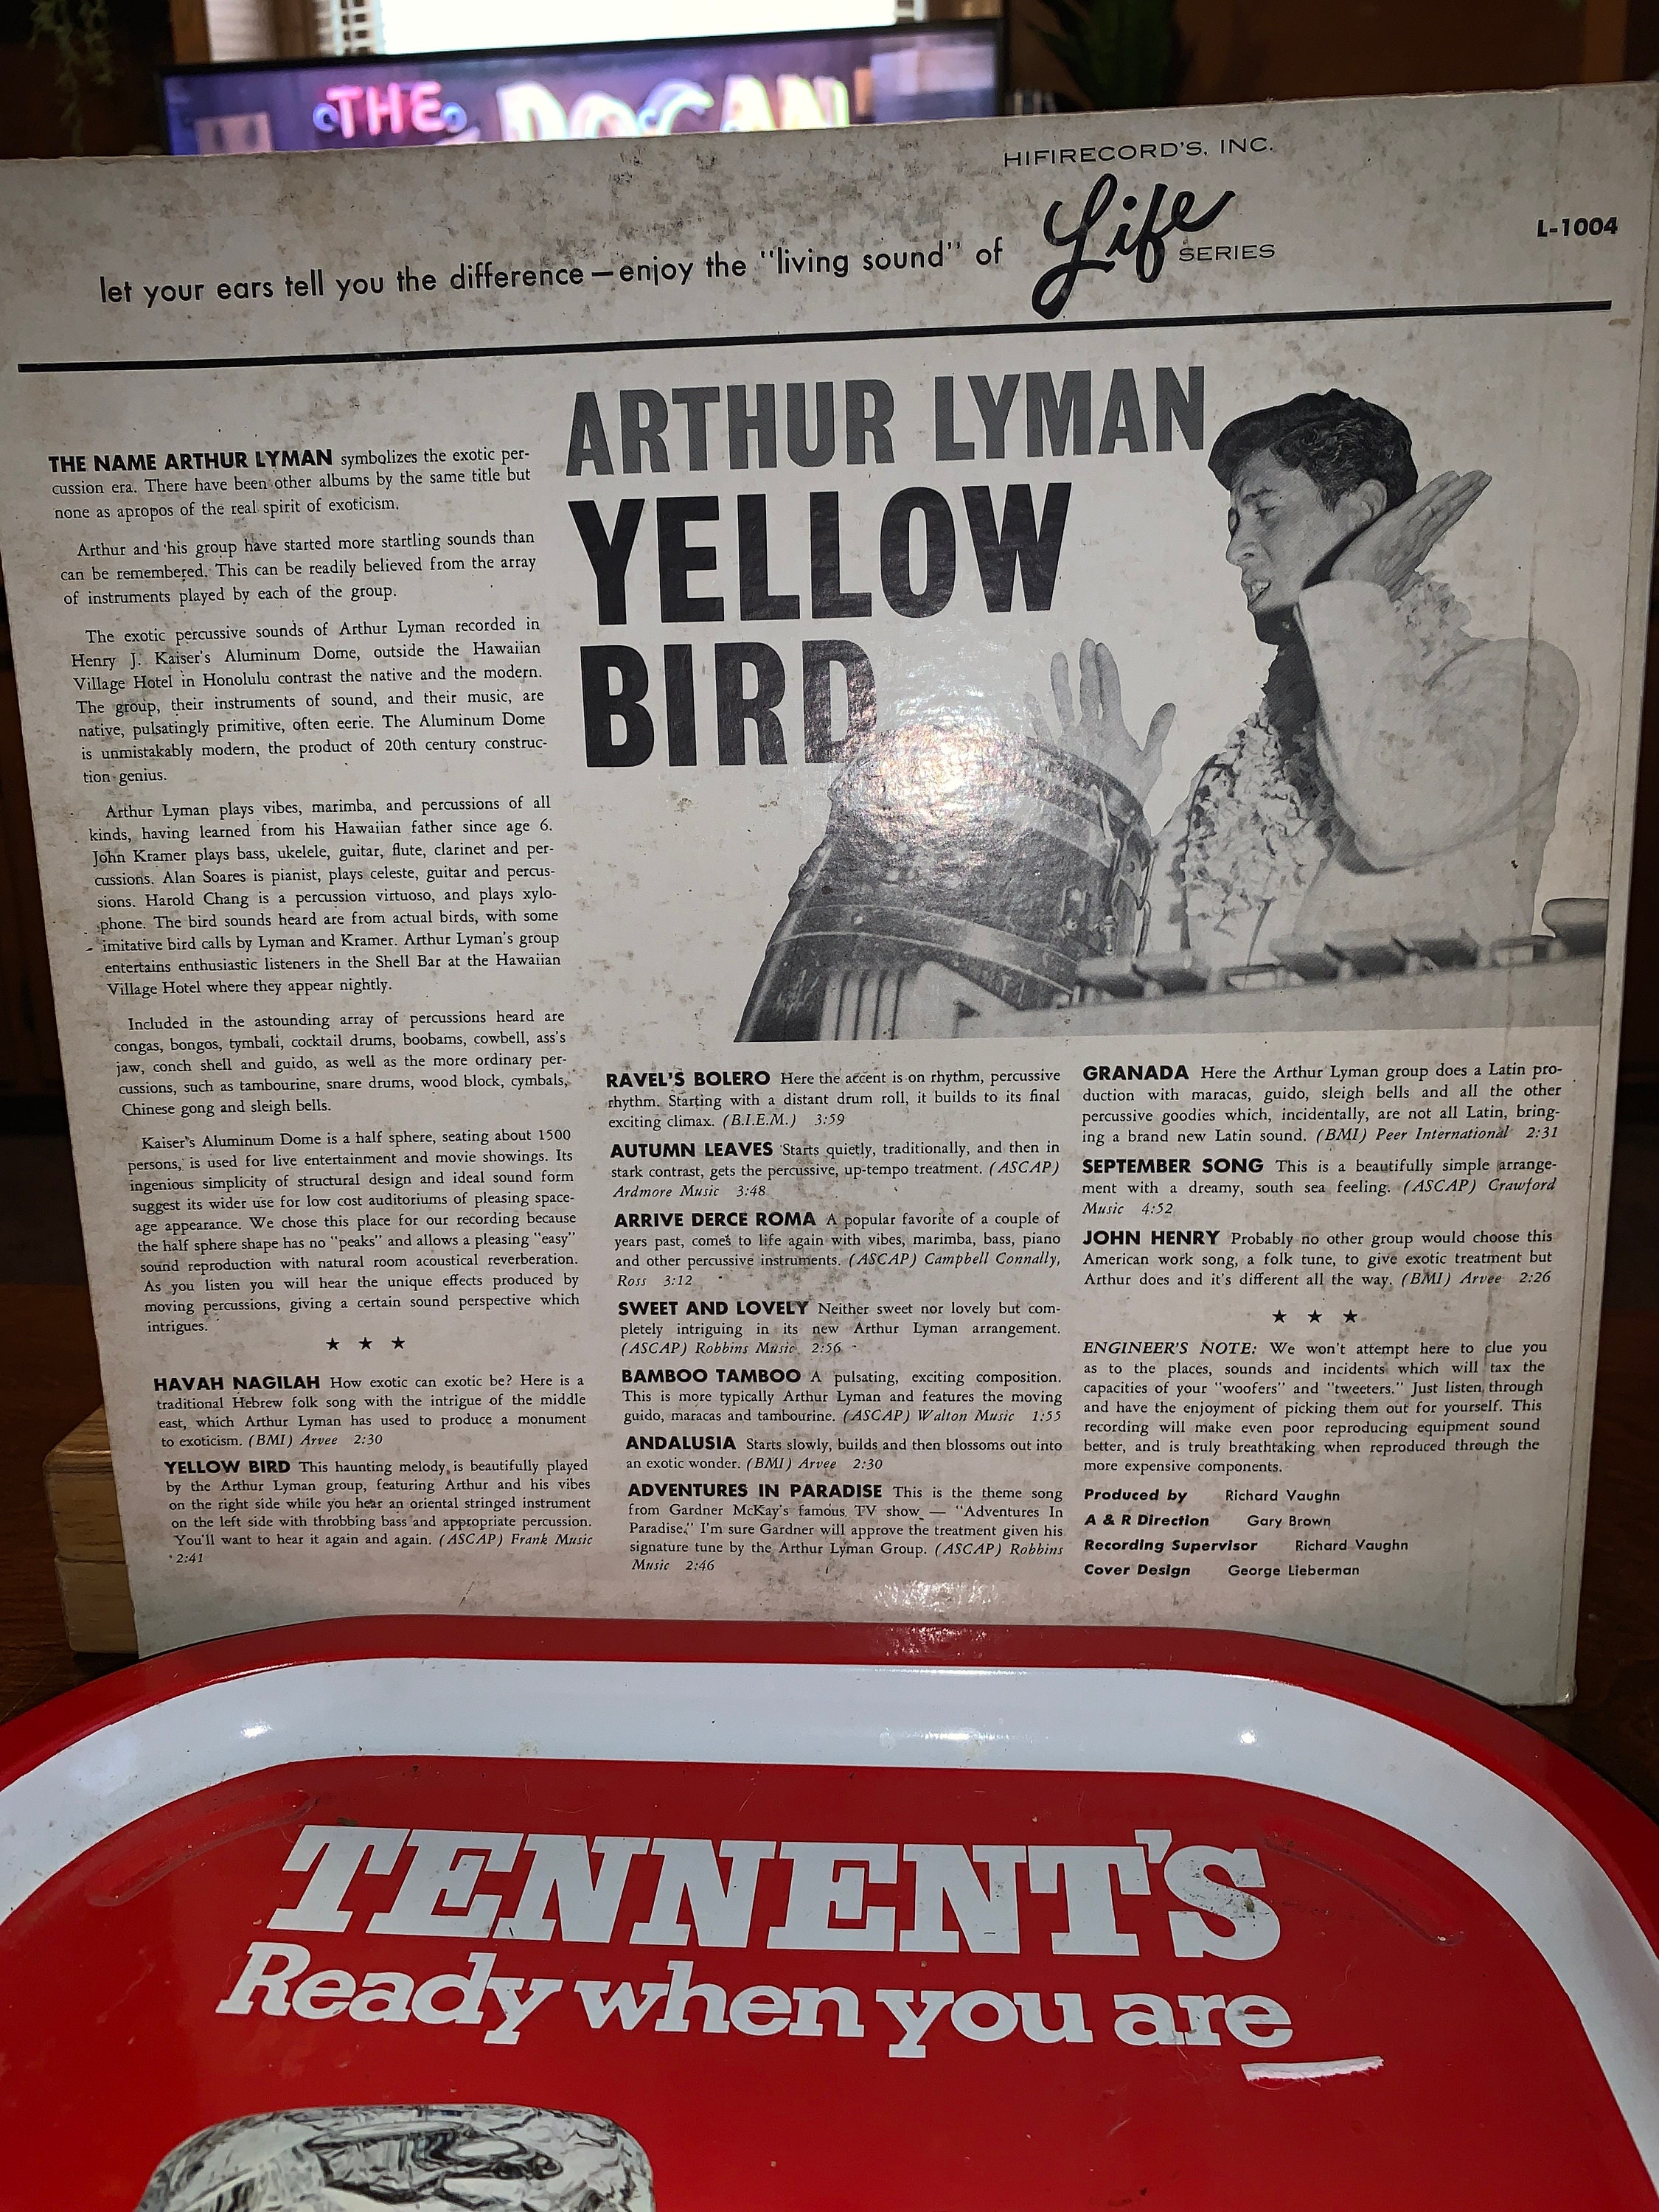 THE DOCAN
HIFIRECORD'S, INC.
let your ears tell you the difference — enjoy the "living sound" of Life SERIES
L-1004
ARTHUR LYMAN
YELLOW
BIRD
THE NAME ARTHUR LYMAN symbolizes the exotic per-
cussion era. There have been other albums by the same title but
none as apropos of the real spirit of exoticism.
Arthur and his group have started more startling sounds than
can be remembered. This can be readily believed from the array
of instruments played by each of the group.
The exotic percussive sounds of Arthur Lyman recorded in
Henry J. Kaiser's Aluminum Dome, outside the Hawaiian
Village Hotel in Honolulu contrast the native and the modern.
The group, their instruments of sound, and their music, are
native, pulsatingly primitive, often eerie. The Aluminum Dome
is unmistakably modern, the product of 20th century construc-
tion genius.
Arthur Lyman plays vibes, marimba, and percussions of all
kinds, having learned from his Hawaiian father since age 6.
John Kramer plays bass, ukelele, guitar, flute, clarinet and per-
cussions. Alan Soares is pianist, plays celeste, guitar and percus-
sions. Harold Chang is a percussion virtuoso, and plays xylo-
phone. The bird sounds heard are from actual birds, with some
imitative bird calls by Lyman and Kramer. Arthur Lyman's group
entertains enthusiastic listeners in the Shell Bar at the Hawaiian
Village Hotel where they appear nightly.
Included in the astounding array of percussions heard are
congas, bongos, tymbali, cocktail drums, boobams, cowbell, ass's
jaw, conch shell and guido, as well as the more ordinary per-
cussions, such as tambourine, snare drums, wood block, cymbals,
Chinese gong and sleigh bells.
Kaiser's Aluminum Dome is a half sphere, seating about 1500
persons, is used for live entertainment and movie showings. Its
ingenious simplicity of structural design and ideal sound form
suggest its wider use for low cost auditoriums of pleasing space-
age appearance. We chose this place for our recording because
the half sphere shape has no "peaks" and allows a pleasing "easy"
sound reproduction with natural room acoustical reverberation.
As you listen you will hear the unique effects produced by
moving percussions, giving a certain sound perspective which
intrigues.
★ ★ ★
HAVAH NAGILAH How exotic can exotic be? Here is a
traditional Hebrew folk song with the intrigue of the middle
east, which Arthur Lyman has used to produce a monument
to exoticism. (BMI) Arvee 2:30
YELLOW BIRD This haunting melody is beautifully played
by the Arthur Lyman group, featuring Arthur and his vibes
on the right side while you hear an oriental stringed instrument
on the left side with throbbing bass and appropriate percussion.
You'll want to hear it again and again. (ASCAP) Frank Music
2:41
RAVEL'S BOLERO Here the accent is on rhythm, percussive
rhythm. Starting with a distant drum roll, it builds to its final
exciting climax. (B.I.E.M.) 3:59
AUTUMN LEAVES Starts quietly, traditionally, and then in
stark contrast, gets the percussive, up-tempo treatment. (ASCAP)
Ardmore Music 3:48
ARRIVE DERCE ROMA A popular favorite of a couple of
years past, comes to life again with vibes, marimba, bass, piano
and other percussive instruments. (ASCAP) Campbell Connally,
Ross 3:12
SWEET AND LOVELY Neither sweet nor lovely but com-
pletely intriguing in its new Arthur Lyman arrangement.
(ASCAP) Robbins Music 2:56
BAMBOO TAMBOO A pulsating, exciting composition.
This is more typically Arthur Lyman and features the moving
guido, maracas and tambourine. (ASCAP) Walton Music 1:55
ANDALUSIA Starts slowly, builds and then blossoms out into
an exotic wonder. (BMI) Arvee 2:30
ADVENTURES IN PARADISE This is the theme song
from Gardner McKay's famous TV show — "Adventures In
Paradise." I'm sure Gardner will approve the treatment given his
signature tune by the Arthur Lyman Group. (ASCAP) Robbins
Music 2:46
GRANADA Here the Arthur Lyman group does a Latin pro-
duction with maracas, guido, sleigh bells and all the other
percussive goodies which, incidentally, are not all Latin, bring-
ing a brand new Latin sound. (BMI) Peer International 2:31
SEPTEMBER SONG This is a beautifully simple arrange-
ment with a dreamy, south sea feeling. (ASCAP) Crawford
Music 4:52
JOHN HENRY Probably no other group would choose this
American work song, a folk tune, to give exotic treatment but
Arthur does and it's different all the way. (BMI) Arvee 2:26
★ ★ ★
ENGINEER'S NOTE: We won't attempt here to clue you
as to the places, sounds and incidents which will tax the
capacities of your "woofers" and "tweeters." Just listen through
and have the enjoyment of picking them out for yourself. This
recording will make even poor reproducing equipment sound
better, and is truly breathtaking when reproduced through the
more expensive components.
Produced by Richard Vaughn
A & R Direction Gary Brown
Recording Supervisor Richard Vaughn
Cover Design George Lieberman
TENNENT'S
Ready when you are